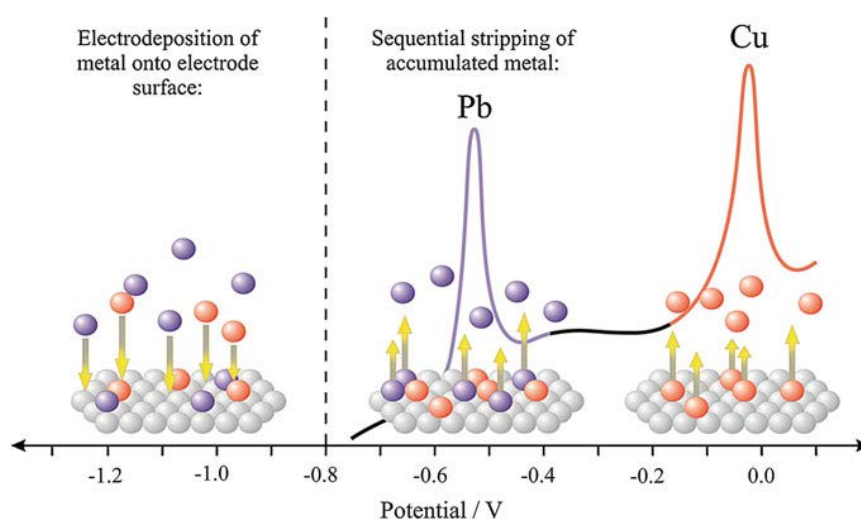 Electrodeposition of
metal onto electrode
surface:
Sequential stripping of
accumulated metal:
Pb
Cu
-1.2
-1.0
-0.8
-0.6
-0.4
-0.2
0.0
Potential / V